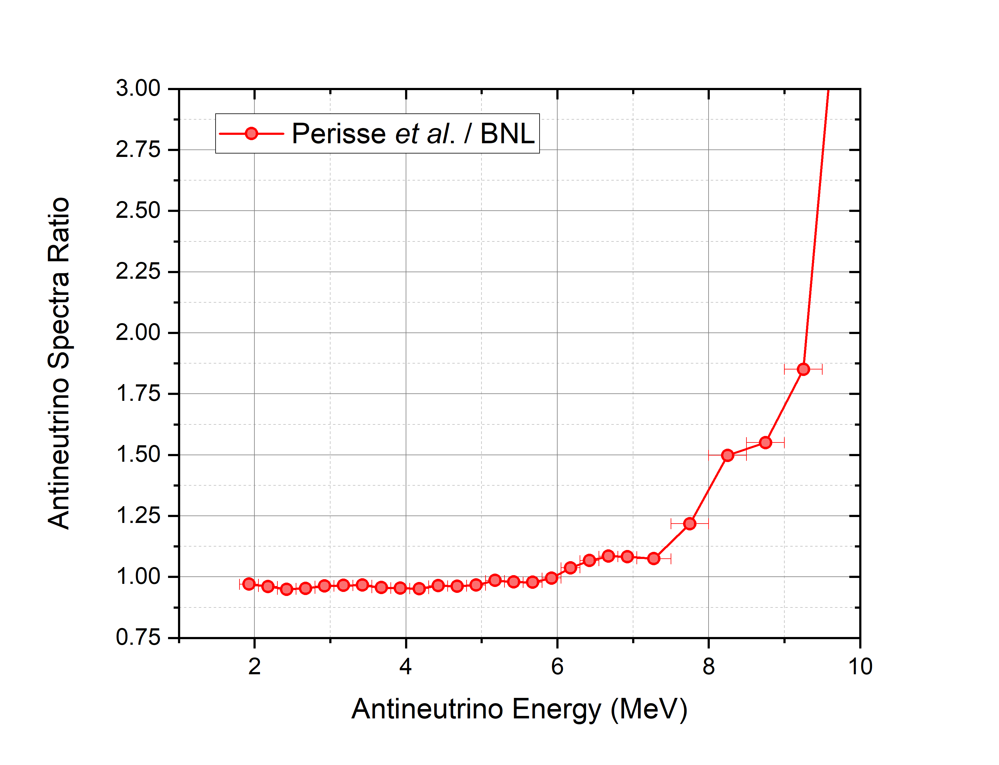 Perisse et al. / BNL
Antineutrino Spectra Ratio
3.00
2.75
2.50
2.25
2.00
1.75
1.50
1.25
1.00
0.75
2 4 6 8 10
Antineutrino Energy (MeV)